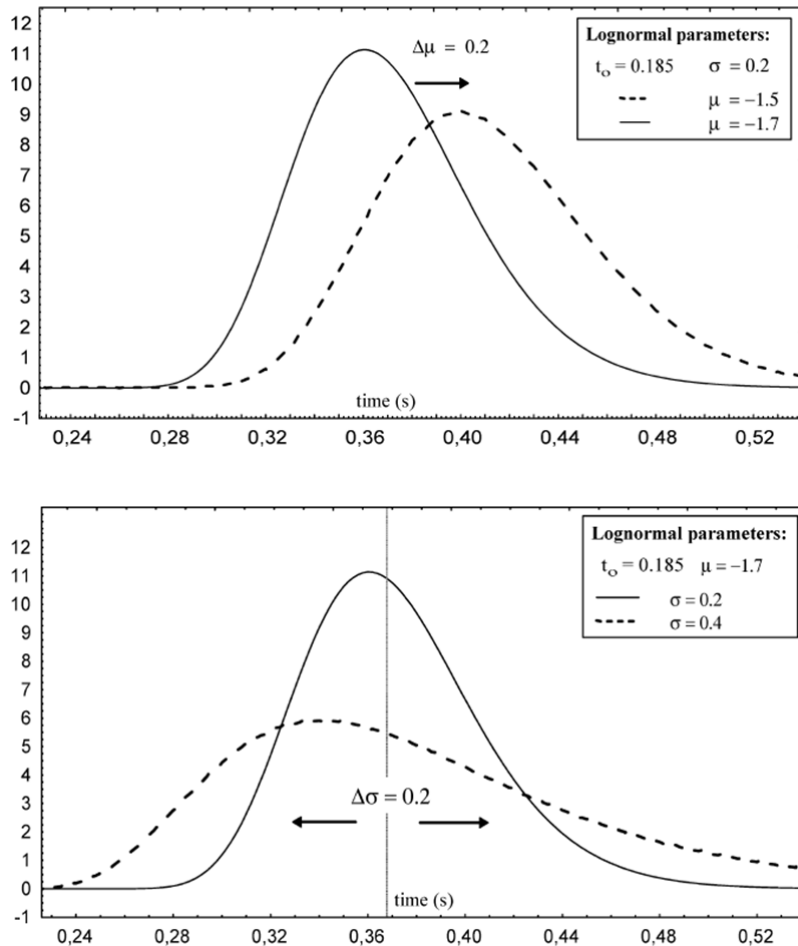 12
11
10
9
8
7
6
5
4
3
2
1
0
-1
Δμ = 0.2
Lognormal parameters:
tₒ = 0.185 σ = 0.2
μ = −1.5
μ = −1.7
time (s)
0,24 0,28 0,32 0,36 0,40 0,44 0,48 0,52
12
11
10
9
8
7
6
5
4
3
2
1
0
-1
Lognormal parameters:
tₒ = 0.185 μ = −1.7
σ = 0.2
σ = 0.4
Δσ = 0.2
time (s)
0,24 0,28 0,32 0,36 0,40 0,44 0,48 0,52